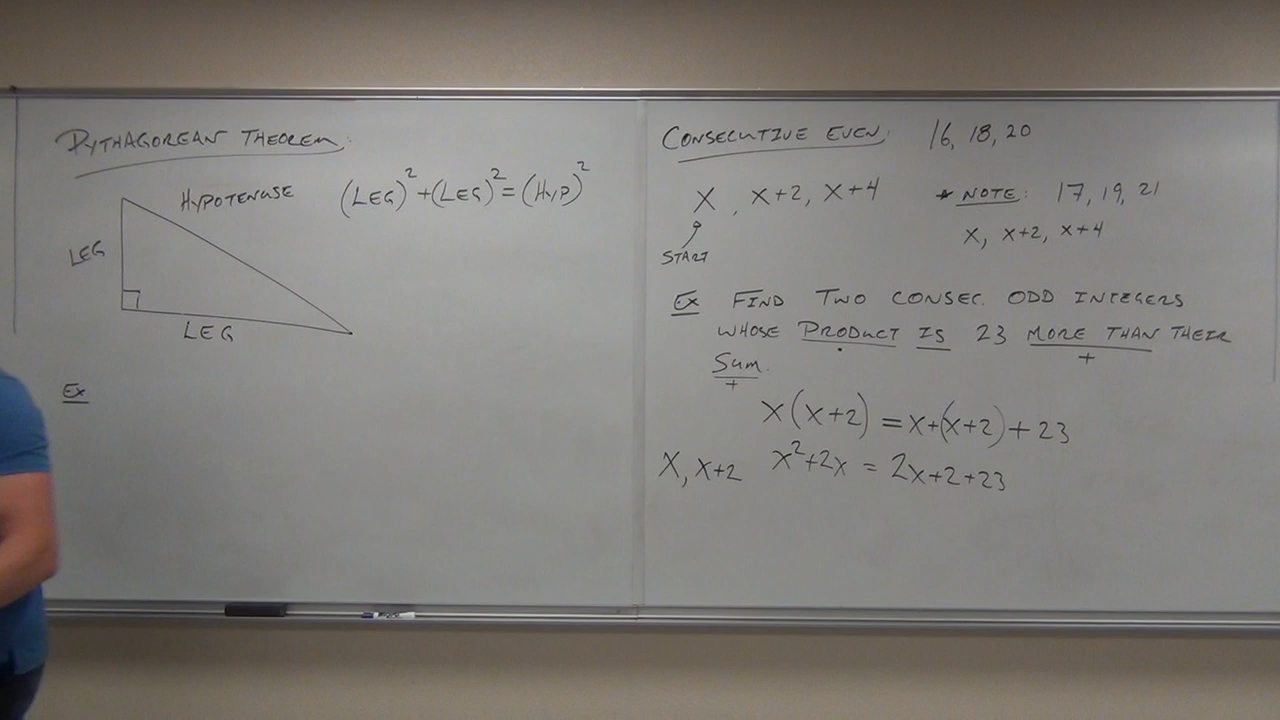 PYTHAGOREAN THEOREM:
HYPOTENUSE
(LEG)² + (LEG)² = (HYP)²
LEG
LEG
EX
CONSECUTIVE EVEN: 16, 18, 20
X, X+2, X+4
START
* NOTE: 17, 19, 21
X, X+2, X+4
EX FIND TWO CONSEC. ODD INTEGERS
WHOSE PRODUCT IS 23 MORE THAN THEIR
SUM.
· + +
X(X+2) = X+(X+2)+23
X, X+2 X²+2X = 2X+2+23